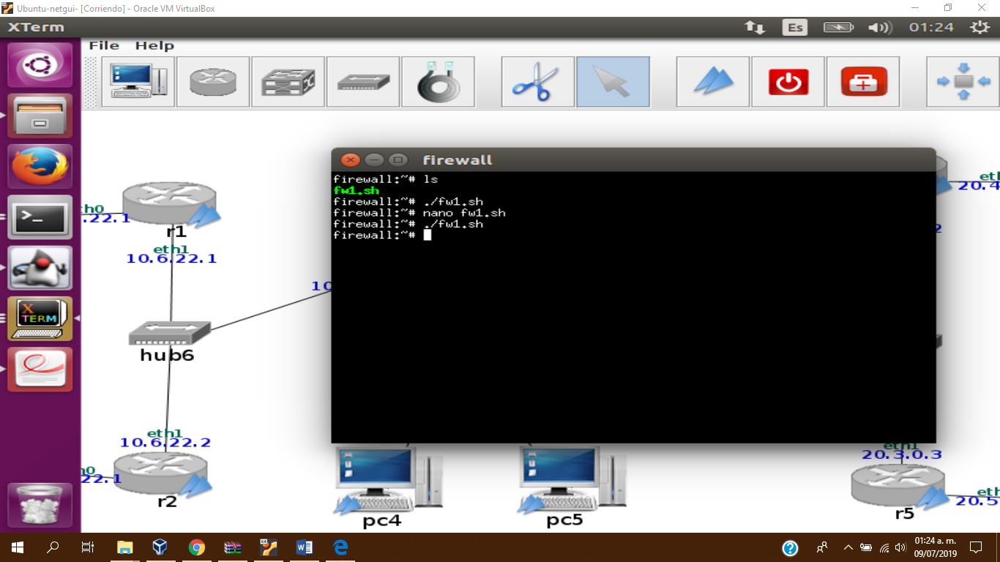 Ubuntu-netgui- [Corriendo] - Oracle VM VirtualBox
XTerm
Es
01:24
File Help
firewall
firewall:~# ls
fw1.sh
firewall:~# ./fw1.sh
firewall:~# nano fw1.sh
firewall:~# ./fw1.sh
firewall:~#
th0
.22.1
r1
eth1
10.6.22.1
10
hub6
eth1
10.6.22.2
h0
22.1
r2
pc4
pc5
eth
20.4
2
eth1
20.3.0.3
eth
20.5
r5
X
TERM
64
01:24 a. m.
09/07/2019